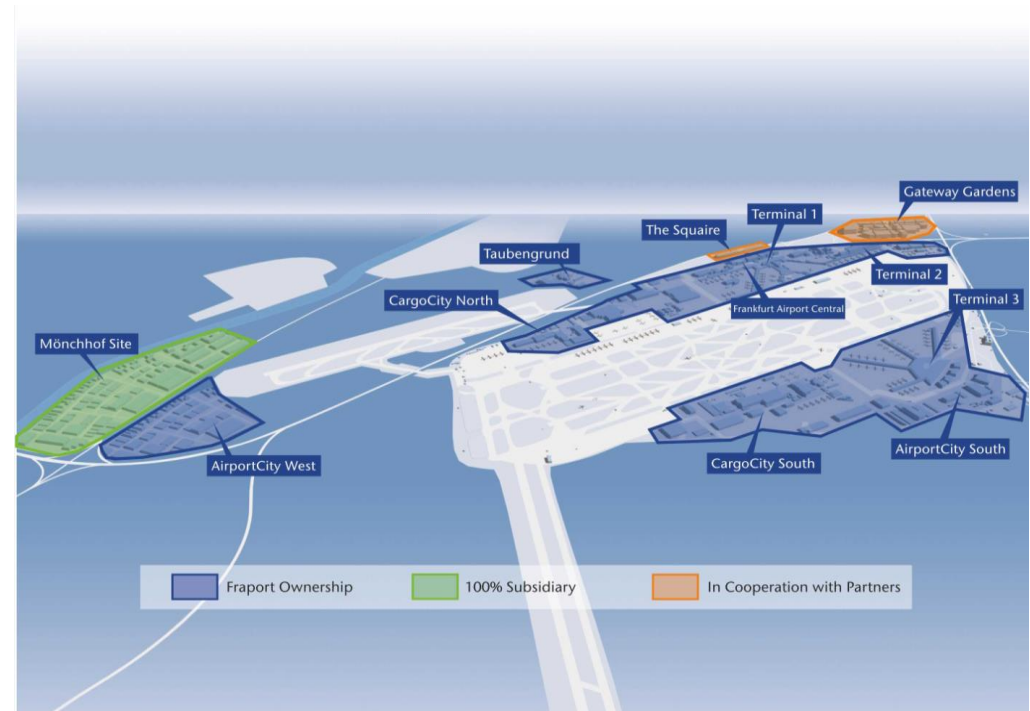 Gateway Gardens
Terminal 1
The Squaire
Taubengrund
Terminal 2
CargoCity North
Frankfurt Airport Central
Terminal 3
Mönchhof Site
AirportCity West
CargoCity South
AirportCity South
Fraport Ownership
100% Subsidiary
In Cooperation with Partners